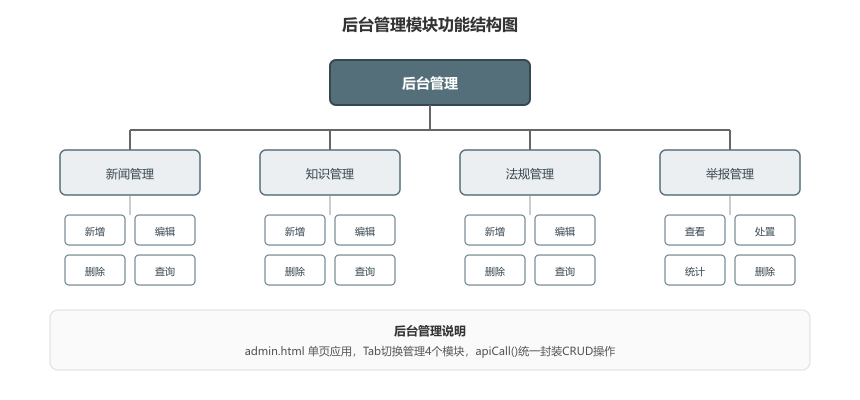 后台管理模块功能结构图
后台管理
新闻管理 知识管理 法规管理 举报管理
新增 编辑 新增 编辑 新增 编辑 查看 处置
删除 查询 删除 查询 删除 查询 统计 删除
后台管理说明
admin.html 单页应用，Tab切换管理4个模块，apiCall()统一封装CRUD操作